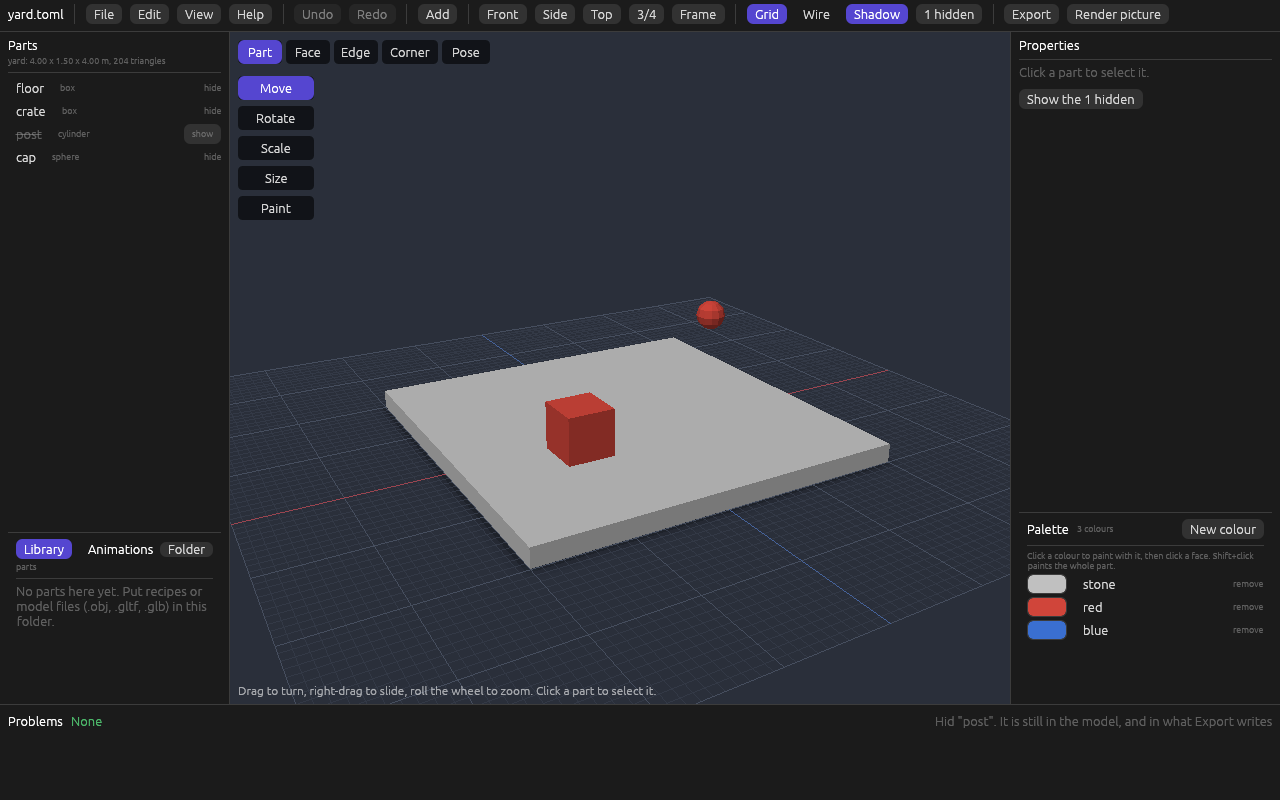 yard.toml File Edit View Help Undo Redo Add Front Side Top 3/4 Frame Grid Wire Shadow 1 hidden Export Render picture
Parts
yard: 4.00 x 1.50 x 4.00 m, 204 triangles
floor box hide
crate box hide
post cylinder show
cap sphere hide
Library Animations Folder
parts
No parts here yet. Put recipes or
model files (.obj, .gltf, .glb) in this
folder.
Part Face Edge Corner Pose
Move
Rotate
Scale
Size
Paint
Drag to turn, right-drag to slide, roll the wheel to zoom. Click a part to select it.
Properties
Click a part to select it.
Show the 1 hidden
Palette 3 colours New colour
Click a colour to paint with it, then click a face. Shift+click
paints the whole part.
stone remove
red remove
blue remove
Problems None
Hid "post". It is still in the model, and in what Export writes